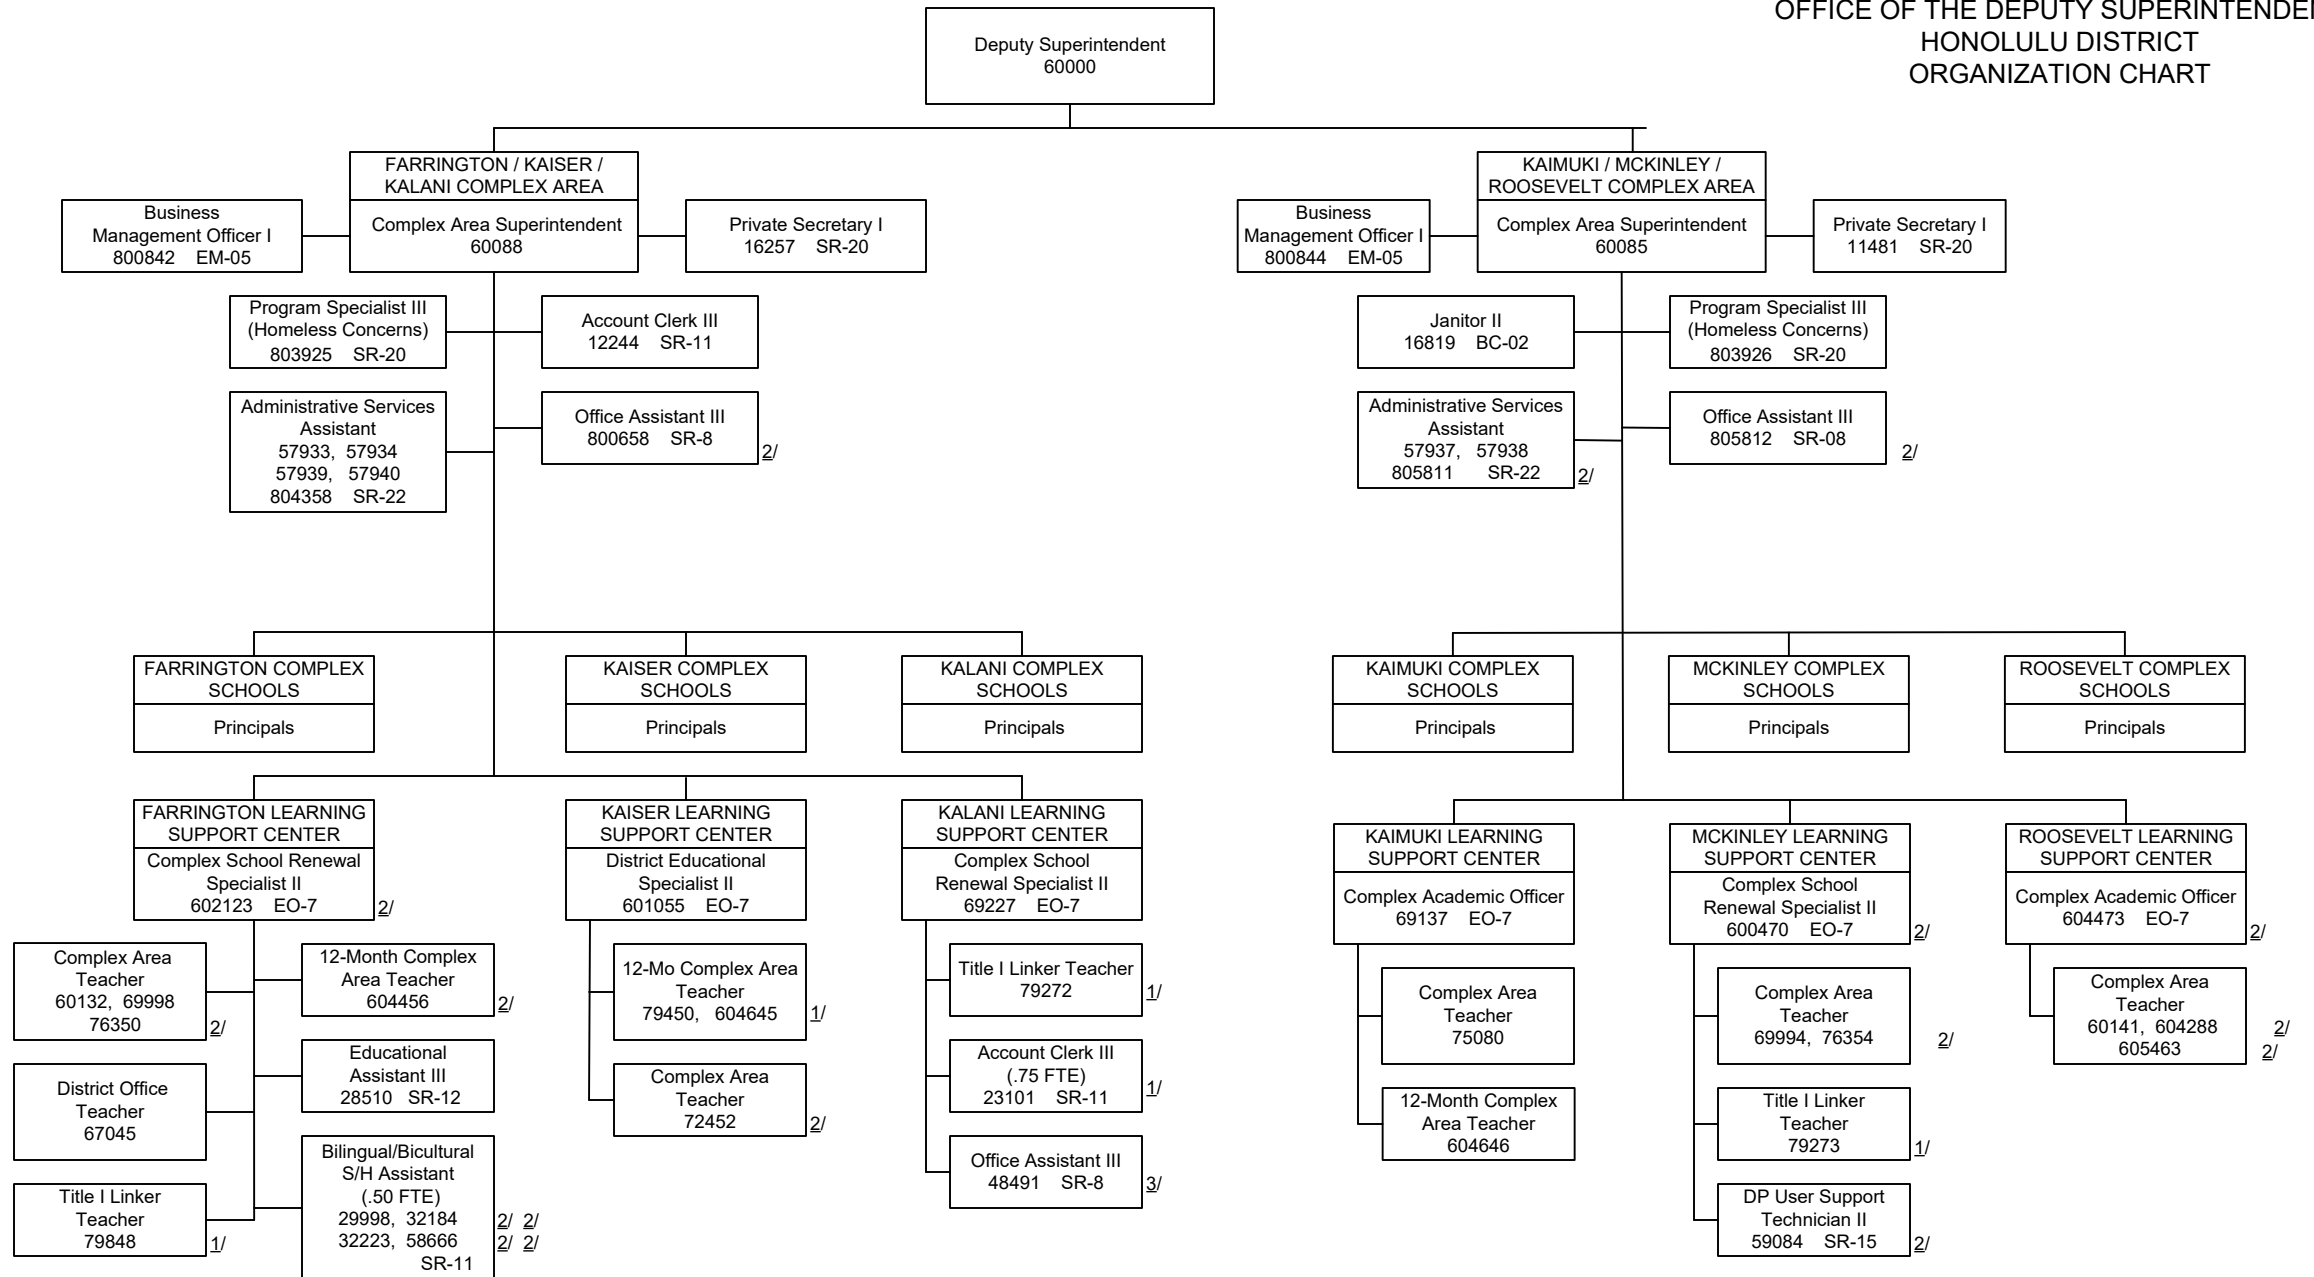 OFFICE OF THE DEPUTY SUPERINTENDEN
HONOLULU DISTRICT
ORGANIZATION CHART
Deputy Superintendent
60000
FARRINGTON / KAISER /
KALANI COMPLEX AREA
Complex Area Superintendent
60088
Business
Management Officer I
800842 EM-05
Private Secretary I
16257 SR-20
Program Specialist III
(Homeless Concerns)
803925 SR-20
Account Clerk III
12244 SR-11
Administrative Services
Assistant
57933, 57934
57939, 57940
804358 SR-22
Office Assistant III
800658 SR-8
2/
KAIMUKI / MCKINLEY /
ROOSEVELT COMPLEX AREA
Complex Area Superintendent
60085
Business
Management Officer I
800844 EM-05
Private Secretary I
11481 SR-20
Janitor II
16819 BC-02
Program Specialist III
(Homeless Concerns)
803926 SR-20
Administrative Services
Assistant
57937, 57938
805811 SR-22
2/
Office Assistant III
805812 SR-08
2/
FARRINGTON COMPLEX
SCHOOLS
Principals
KAISER COMPLEX
SCHOOLS
Principals
KALANI COMPLEX
SCHOOLS
Principals
KAIMUKI COMPLEX
SCHOOLS
Principals
MCKINLEY COMPLEX
SCHOOLS
Principals
ROOSEVELT COMPLEX
SCHOOLS
Principals
FARRINGTON LEARNING
SUPPORT CENTER
Complex School Renewal
Specialist II
602123 EO-7
2/
Complex Area
Teacher
60132, 69998
76350
2/
12-Month Complex
Area Teacher
604456
2/
District Office
Teacher
67045
Educational
Assistant III
28510 SR-12
Title I Linker
Teacher
79848
1/
Bilingual/Bicultural
S/H Assistant
(.50 FTE)
29998, 32184
2/ 2/
32223, 58666
2/ 2/
SR-11
KAISER LEARNING
SUPPORT CENTER
District Educational
Specialist II
601055 EO-7
12-Mo Complex Area
Teacher
79450, 604645
1/
Complex Area
Teacher
72452
2/
KALANI LEARNING
SUPPORT CENTER
Complex School
Renewal Specialist II
69227 EO-7
Title I Linker Teacher
79272
1/
Account Clerk III
(.75 FTE)
23101 SR-11
1/
Office Assistant III
48491 SR-8
3/
KAIMUKI LEARNING
SUPPORT CENTER
Complex Academic Officer
69137 EO-7
Complex Area
Teacher
75080
12-Month Complex
Area Teacher
604646
MCKINLEY LEARNING
SUPPORT CENTER
Complex School
Renewal Specialist II
600470 EO-7
2/
Complex Area
Teacher
69994, 76354
2/
Title I Linker
Teacher
79273
1/
DP User Support
Technician II
59084 SR-15
2/
ROOSEVELT LEARNING
SUPPORT CENTER
Complex Academic Officer
604473 EO-7
2/
Complex Area
Teacher
60141, 604288
2/
605463
2/